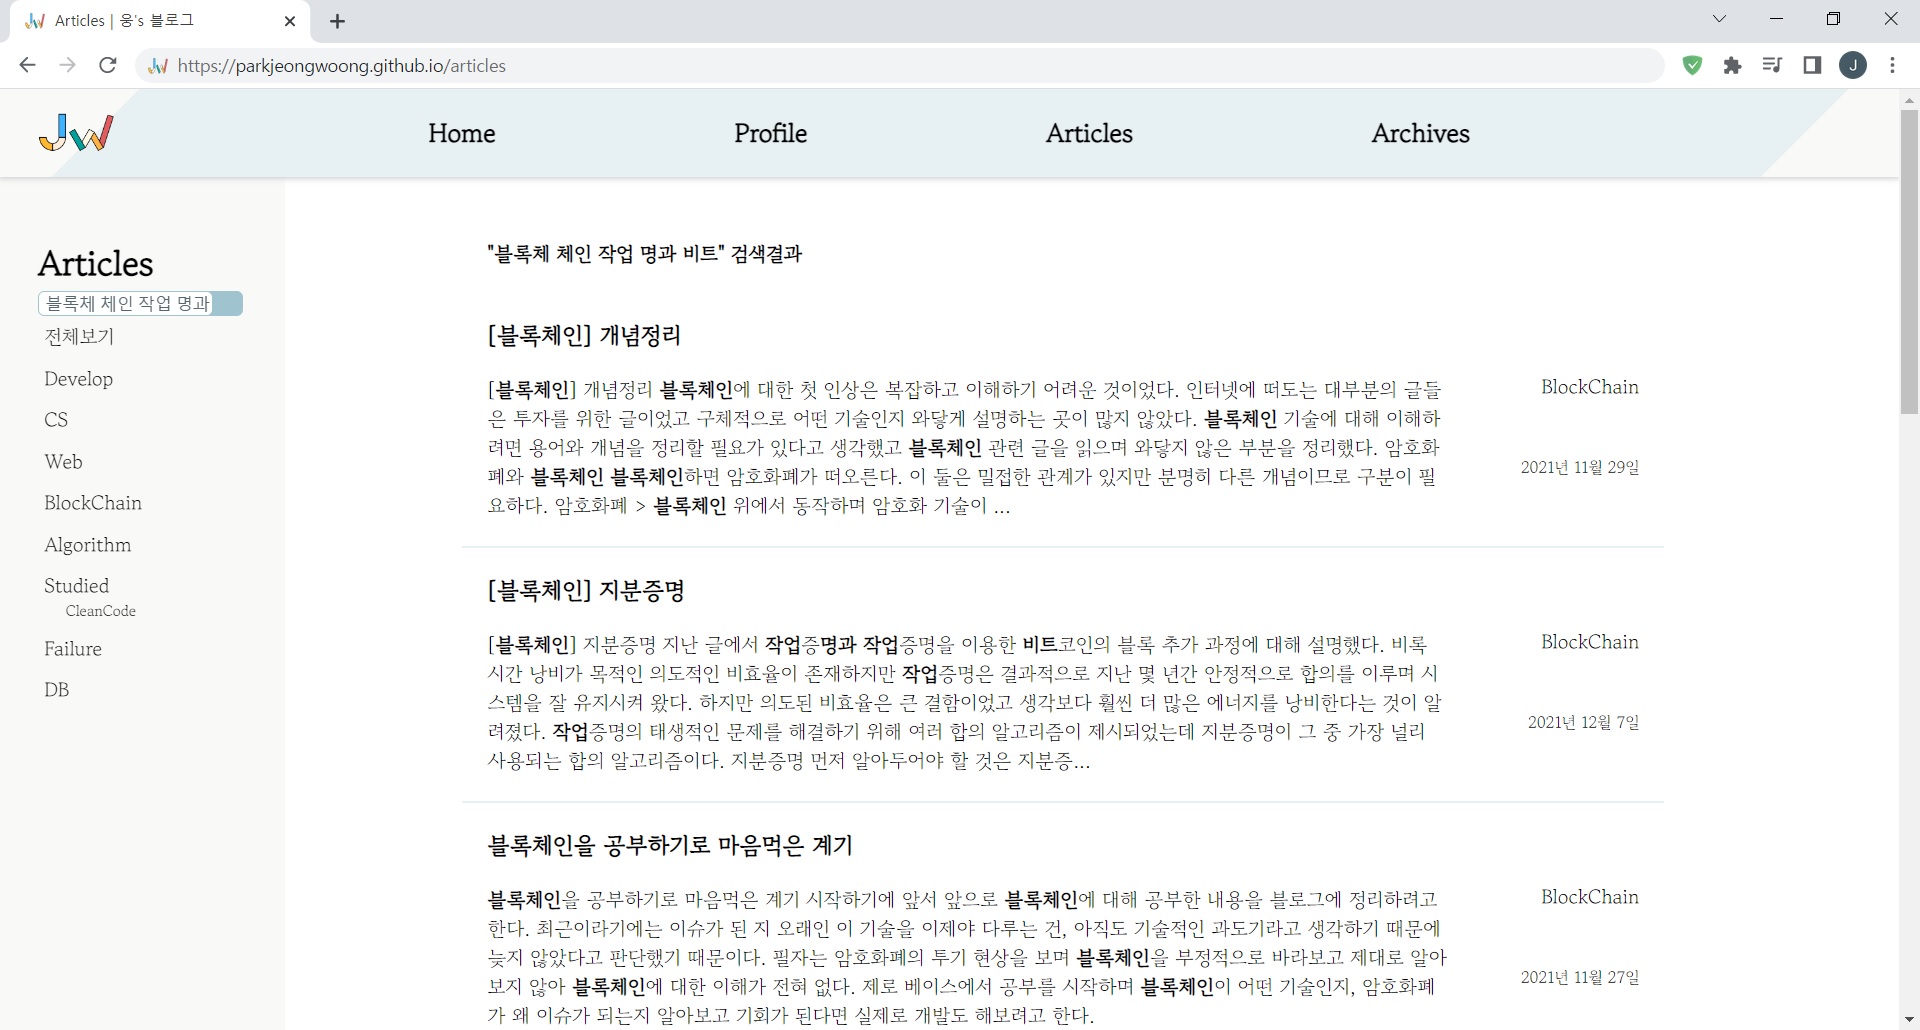 Articles | 웅's 블로그
https://parkjeongwoong.github.io/articles
J
JW
Home
Profile
Articles
Archives
Articles
블록체 체인 작업 명과
전체보기
Develop
CS
Web
BlockChain
Algorithm
Studied
CleanCode
Failure
DB
"블록체 체인 작업 명과 비트" 검색결과
[블록체인] 개념정리
[블록체인] 개념정리 블록체인에 대한 첫 인상은 복잡하고 이해하기 어려운 것이었다. 인터넷에 떠도는 대부분의 글들
은 투자를 위한 글이었고 구체적으로 어떤 기술인지 와닿게 설명하는 곳이 많지 않았다. 블록체인 기술에 대해 이해하
려면 용어와 개념을 정리할 필요가 있다고 생각했고 블록체인 관련 글을 읽으며 와닿지 않은 부분을 정리했다. 암호화
폐와 블록체인 블록체인하면 암호화폐가 떠오른다. 이 둘은 밀접한 관계가 있지만 분명히 다른 개념이므로 구분이 필
요하다. 암호화폐 > 블록체인 위에서 동작하며 암호화 기술이 ...
BlockChain
2021년 11월 29일
[블록체인] 지분증명
[블록체인] 지분증명 지난 글에서 작업증명과 작업증명을 이용한 비트코인의 블록 추가 과정에 대해 설명했다. 비록
시간 낭비가 목적인 의도적인 비효율이 존재하지만 작업증명은 결과적으로 지난 몇 년간 안정적으로 합의를 이루며 시
스템을 잘 유지시켜 왔다. 하지만 의도된 비효율은 큰 결함이었고 생각보다 훨씬 더 많은 에너지를 낭비한다는 것이 알
려졌다. 작업증명의 태생적인 문제를 해결하기 위해 여러 합의 알고리즘이 제시되었는데 지분증명이 그 중 가장 널리
사용되는 합의 알고리즘이다. 지분증명 먼저 알아두어야 할 것은 지분증...
BlockChain
2021년 12월 7일
블록체인을 공부하기로 마음먹은 계기
블록체인을 공부하기로 마음먹은 계기 시작하기에 앞서 앞으로 블록체인에 대해 공부한 내용을 블로그에 정리하려고
한다. 최근이라기에는 이슈가 된 지 오래인 이 기술을 이제야 다루는 건, 아직도 기술적인 과도기라고 생각하기 때문에
늦지 않았다고 판단했기 때문이다. 필자는 암호화폐의 투기 현상을 보며 블록체인을 부정적으로 바라보고 제대로 알아
보지 않아 블록체인에 대한 이해가 전혀 없다. 제로 베이스에서 공부를 시작하며 블록체인이 어떤 기술인지, 암호화폐
가 왜 이슈가 되는지 알아보고 기회가 된다면 실제로 개발도 해보려고 한다.
BlockChain
2021년 11월 27일